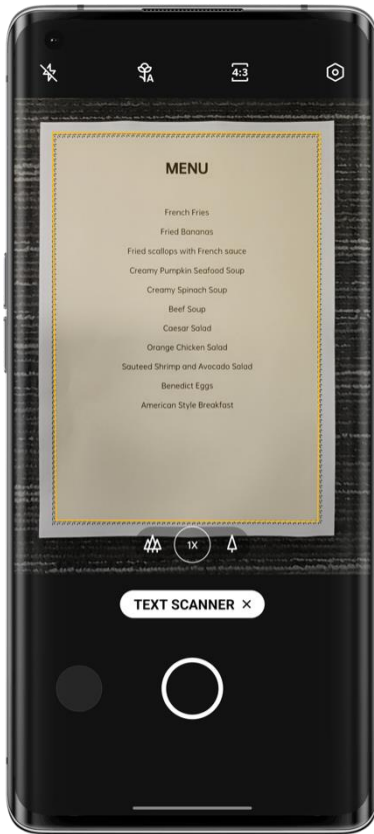 4:3
MENU
French Fries
Fried Bananas
Fried scallops with French sauce
Creamy Pumpkin Seafood Soup
Creamy Spinach Soup
Beef Soup
Caesar Salad
Orange Chicken Salad
Sauteed Shrimp and Avocado Salad
Benedict Eggs
American Style Breakfast
1X
TEXT SCANNER ×